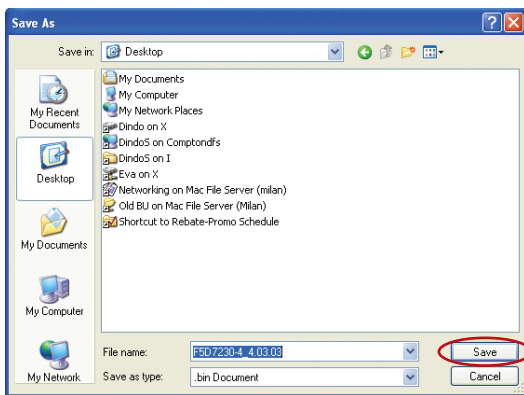 Save As
Save in:
Desktop
My Recent
Documents
Desktop
My Documents
My Computer
My Network
My Documents
My Computer
My Network Places
Dindo on X
DindoS on Comptondfs
DindoS on I
Eva on X
Networking on Mac File Server (milan)
Old BU on Mac File Server (Milan)
Shortcut to Rebate-Promo Schedule
File name:
F5D7230-4_4.03.03
Save
Save as type:
.bin Document
Cancel